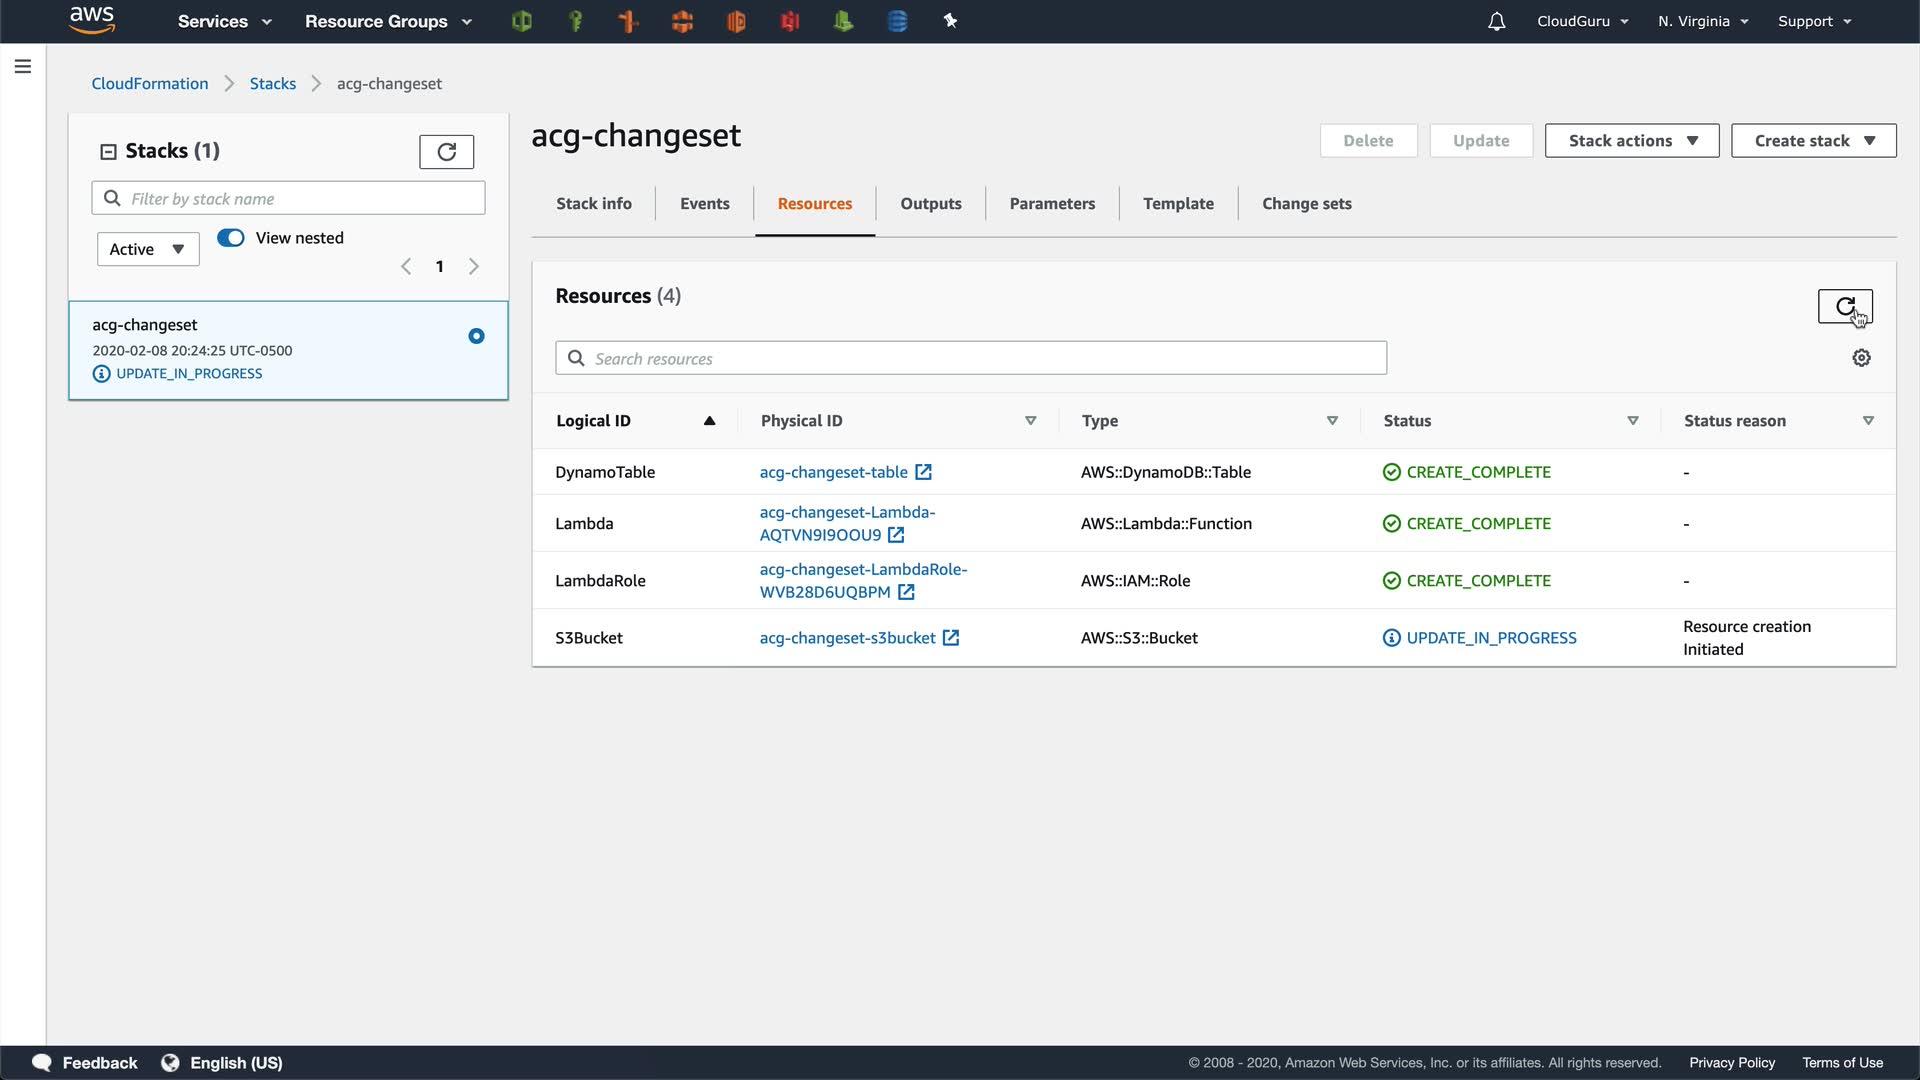 aws Services Resource Groups CloudGuru N. Virginia Support
CloudFormation Stacks acg-changeset
Stacks (1)
Filter by stack name
Active View nested
1
acg-changeset
2020-02-08 20:24:25 UTC-0500
UPDATE_IN_PROGRESS
acg-changeset
Delete Update Stack actions Create stack
Stack info Events Resources Outputs Parameters Template Change sets
Resources (4)
Search resources
Logical ID Physical ID Type Status Status reason
DynamoTable acg-changeset-table AWS::DynamoDB::Table CREATE_COMPLETE -
Lambda acg-changeset-Lambda-
AQTVN9I9OOU9 AWS::Lambda::Function CREATE_COMPLETE -
LambdaRole acg-changeset-LambdaRole-
WVB28D6UQBPM AWS::IAM::Role CREATE_COMPLETE -
S3Bucket acg-changeset-s3bucket AWS::S3::Bucket UPDATE_IN_PROGRESS Resource creation
Initiated
Feedback English (US) © 2008 - 2020, Amazon Web Services, Inc. or its affiliates. All rights reserved. Privacy Policy Terms of Use